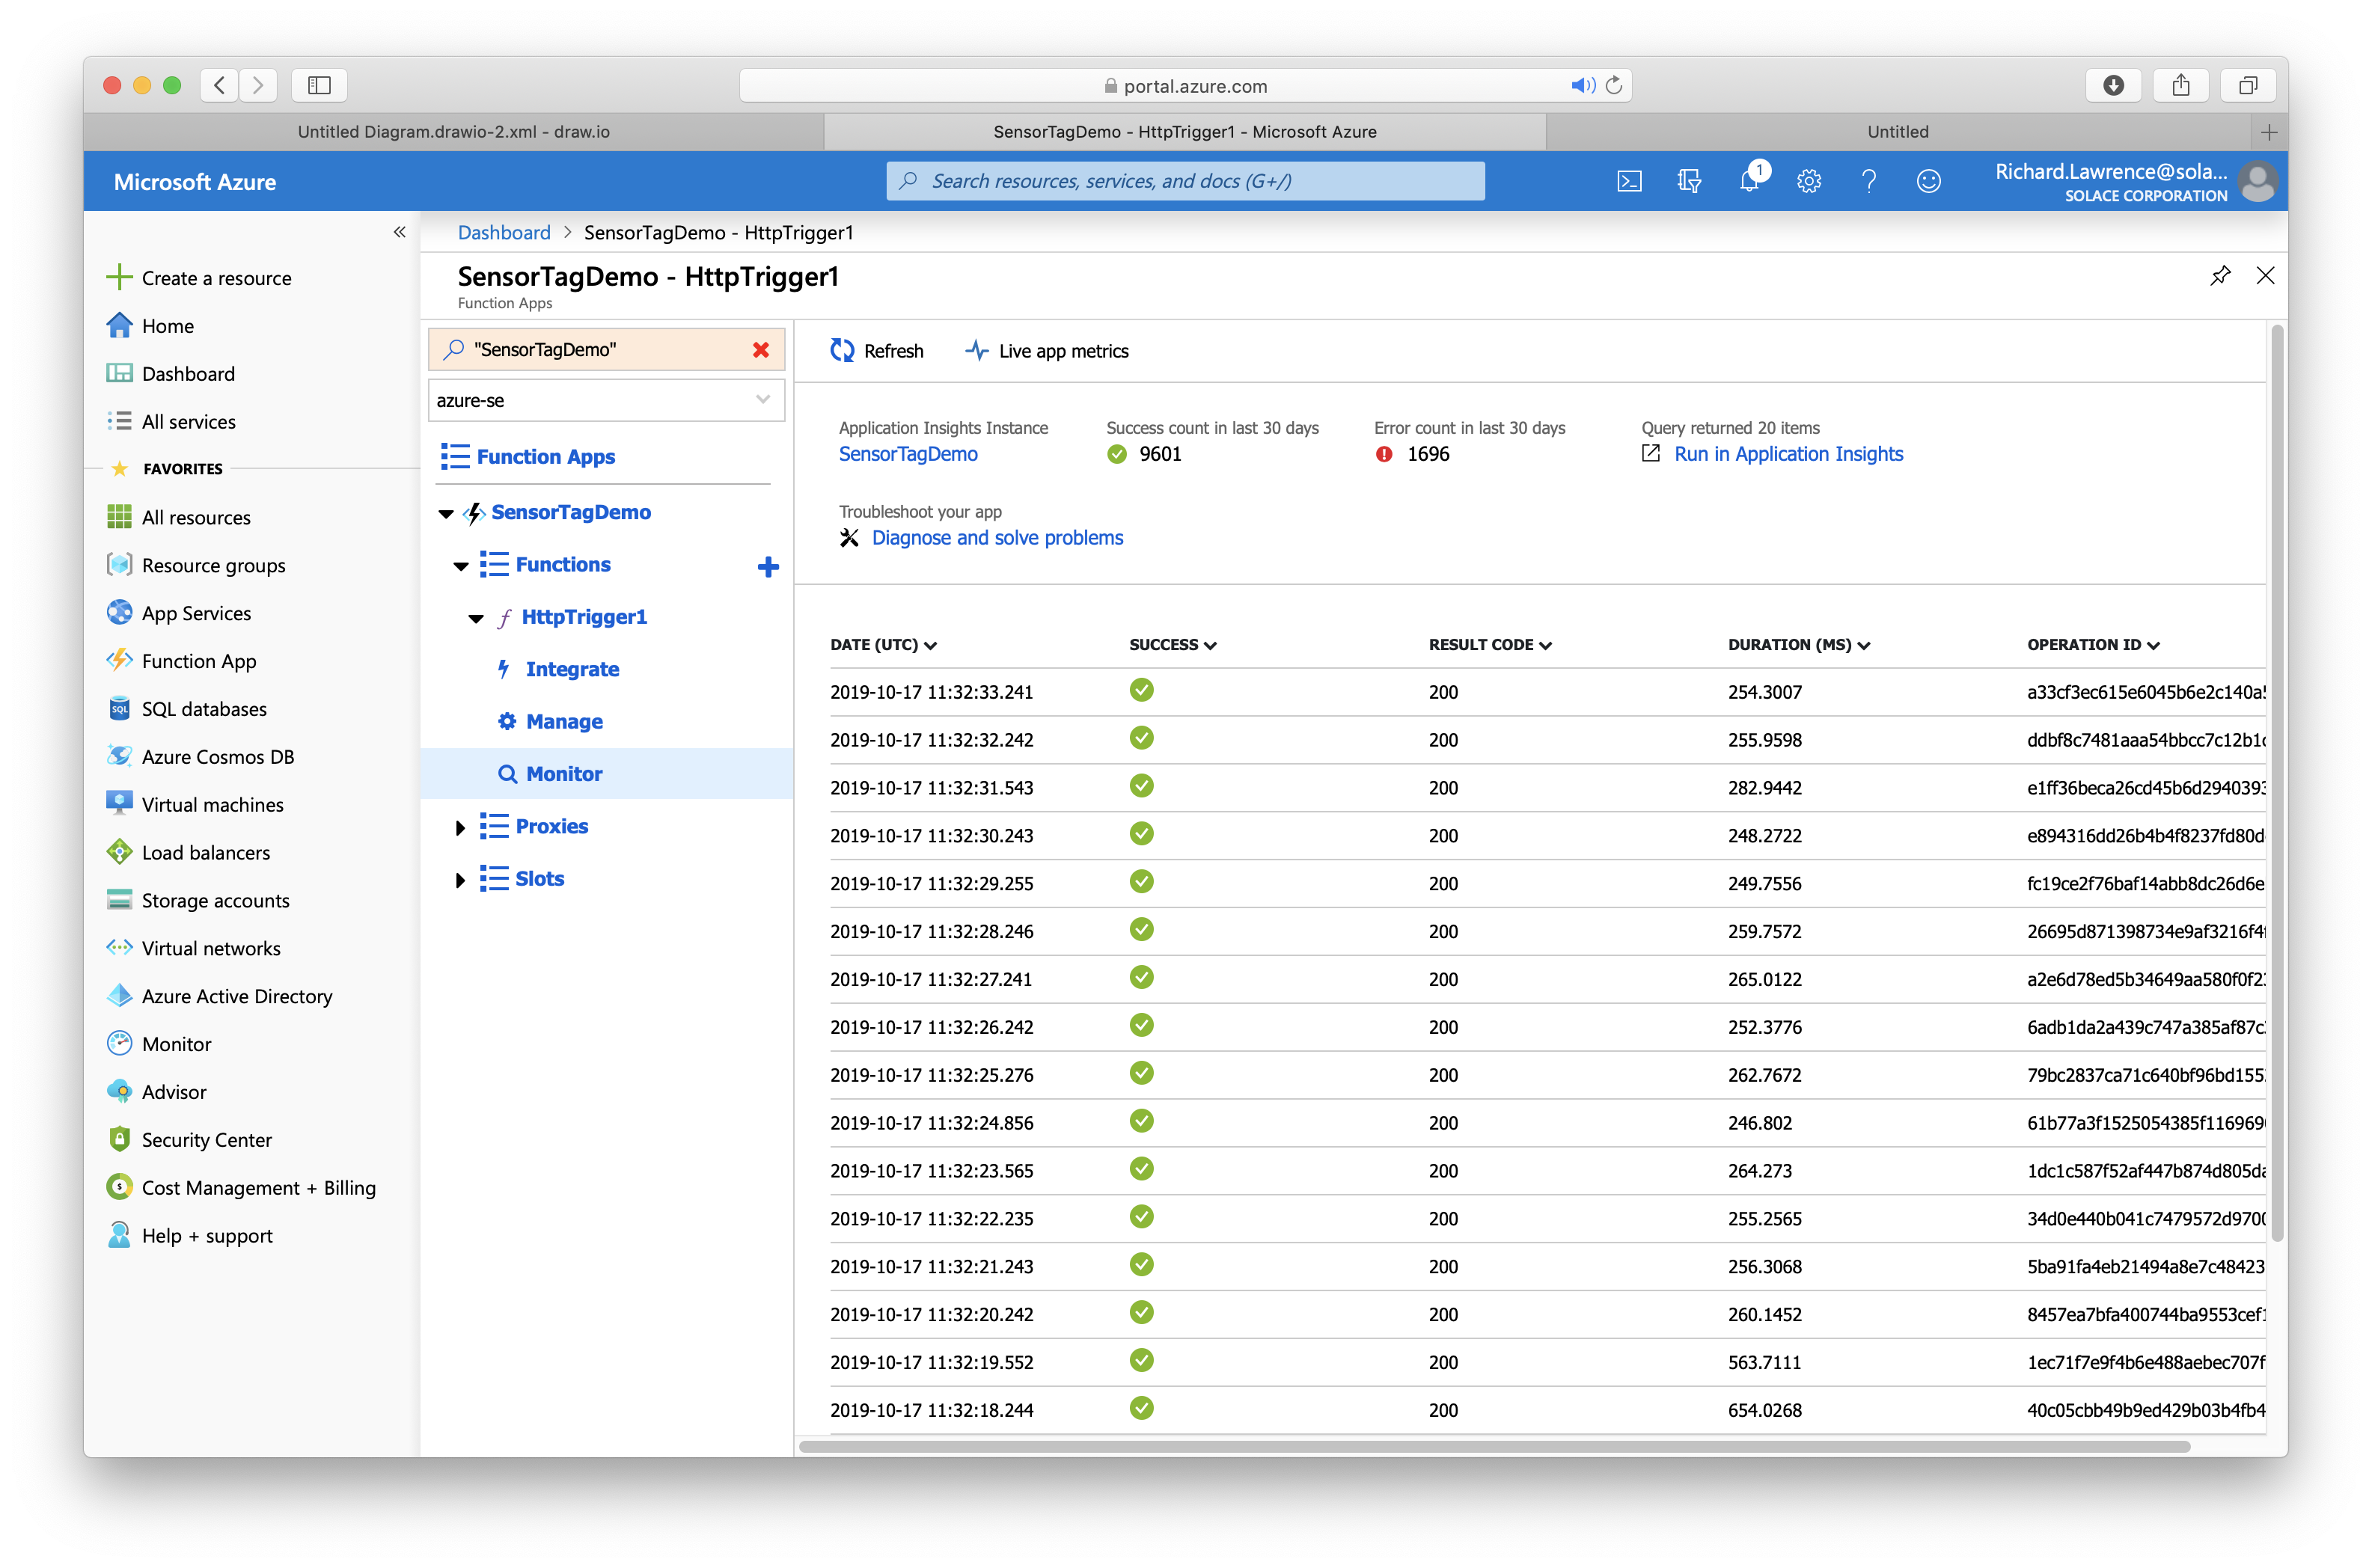 portal.azure.com
Untitled Diagram.drawio-2.xml - draw.io
SensorTagDemo - HttpTrigger1 - Microsoft Azure
Untitled
Microsoft Azure
Search resources, services, and docs (G+/)
1
Richard.Lawrence@sola...
SOLACE CORPORATION
Create a resource
Home
Dashboard
All services
FAVORITES
All resources
Resource groups
App Services
Function App
SQL databases
Azure Cosmos DB
Virtual machines
Load balancers
Storage accounts
Virtual networks
Azure Active Directory
Monitor
Advisor
Security Center
Cost Management + Billing
Help + support
Dashboard > SensorTagDemo - HttpTrigger1
SensorTagDemo - HttpTrigger1
Function Apps
"SensorTagDemo"
azure-se
Function Apps
SensorTagDemo
Functions
HttpTrigger1
Integrate
Manage
Monitor
Proxies
Slots
Refresh Live app metrics
Application Insights Instance
SensorTagDemo
Success count in last 30 days
9601
Error count in last 30 days
1696
Query returned 20 items
Run in Application Insights
Troubleshoot your app
Diagnose and solve problems
DATE (UTC) SUCCESS RESULT CODE DURATION (MS) OPERATION ID
2019-10-17 11:32:33.241 200 254.3007 a33cf3ec615e6045b6e2c140a5
2019-10-17 11:32:32.242 200 255.9598 ddbf8c7481aaa54bbcc7c12b1c
2019-10-17 11:32:31.543 200 282.9442 e1ff36beca26cd45b6d2940393
2019-10-17 11:32:30.243 200 248.2722 e894316dd26b4b4f8237fd80d
2019-10-17 11:32:29.255 200 249.7556 fc19ce2f76baf14abb8dc26d6e
2019-10-17 11:32:28.246 200 259.7572 26695d871398734e9af3216f4f
2019-10-17 11:32:27.241 200 265.0122 a2e6d78ed5b34649aa580f0f23
2019-10-17 11:32:26.242 200 252.3776 6adb1da2a439c747a385af87c
2019-10-17 11:32:25.276 200 262.7672 79bc2837ca71c640bf96bd155
2019-10-17 11:32:24.856 200 246.802 61b77a3f1525054385f116969
2019-10-17 11:32:23.565 200 264.273 1dc1c587f52af447b874d805da
2019-10-17 11:32:22.235 200 255.2565 34d0e440b041c7479572d970
2019-10-17 11:32:21.243 200 256.3068 5ba91fa4eb21494a8e7c48423
2019-10-17 11:32:20.242 200 260.1452 8457ea7bfa400744ba9553cef1
2019-10-17 11:32:19.552 200 563.7111 1ec71f7e9f4b6e488aebec707f
2019-10-17 11:32:18.244 200 654.0268 40c05cbb49b9ed429b03b4fb4